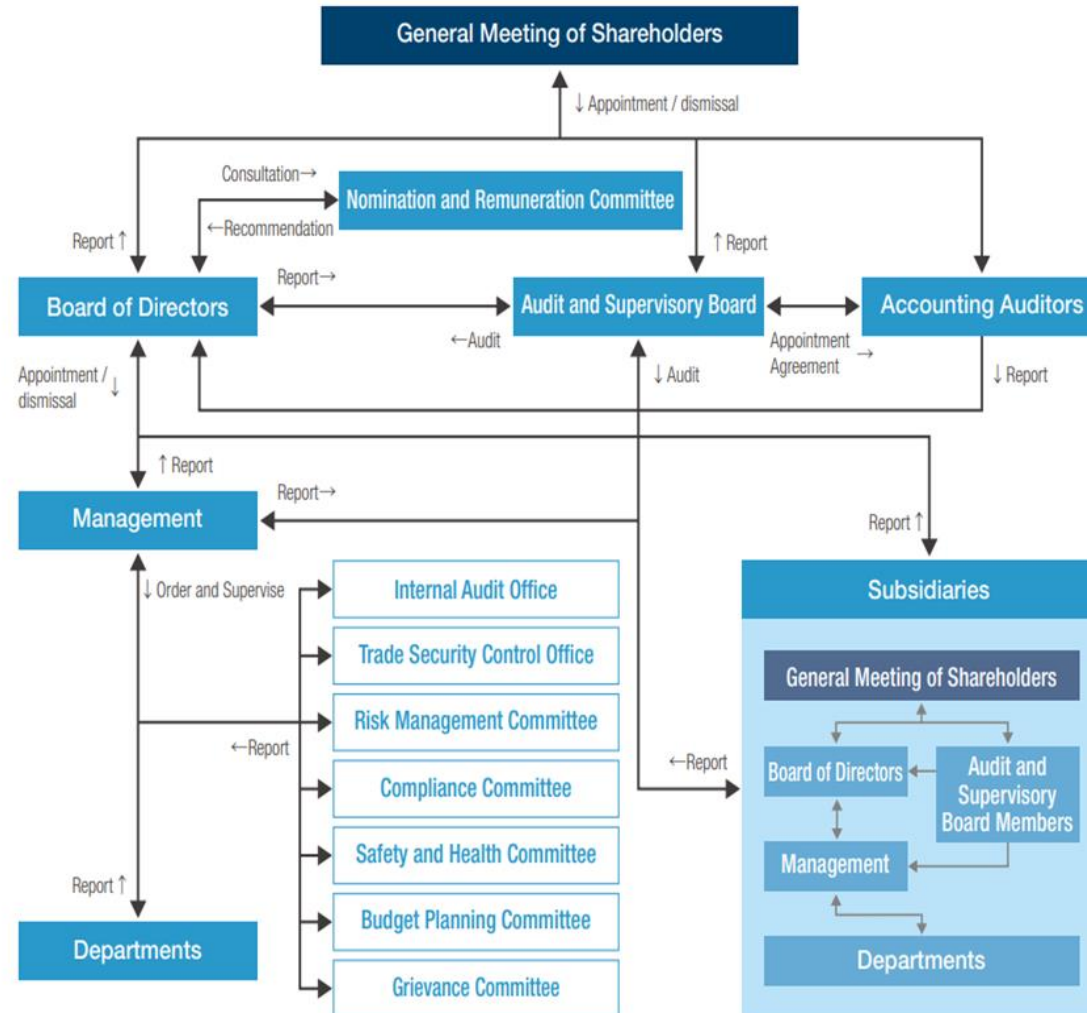 General Meeting of Shareholders
↓ Appointment / dismissal
Consultation→
Nomination and Remuneration Committee
←Recommendation
Report ↑
↑ Report
Report→
Board of Directors
Audit and Supervisory Board
Accounting Auditors
←Audit
Appointment
Agreement →
Appointment /
dismissal ↓
↓ Audit
↓ Report
↑ Report
Report→
Management
Report ↑
↓ Order and Supervise
Internal Audit Office
Trade Security Control Office
Risk Management Committee
←Report
Compliance Committee
Safety and Health Committee
Budget Planning Committee
Grievance Committee
Report ↑
Departments
←Report
Subsidiaries
General Meeting of Shareholders
Board of Directors
Audit and
Supervisory
Board Members
Management
Departments